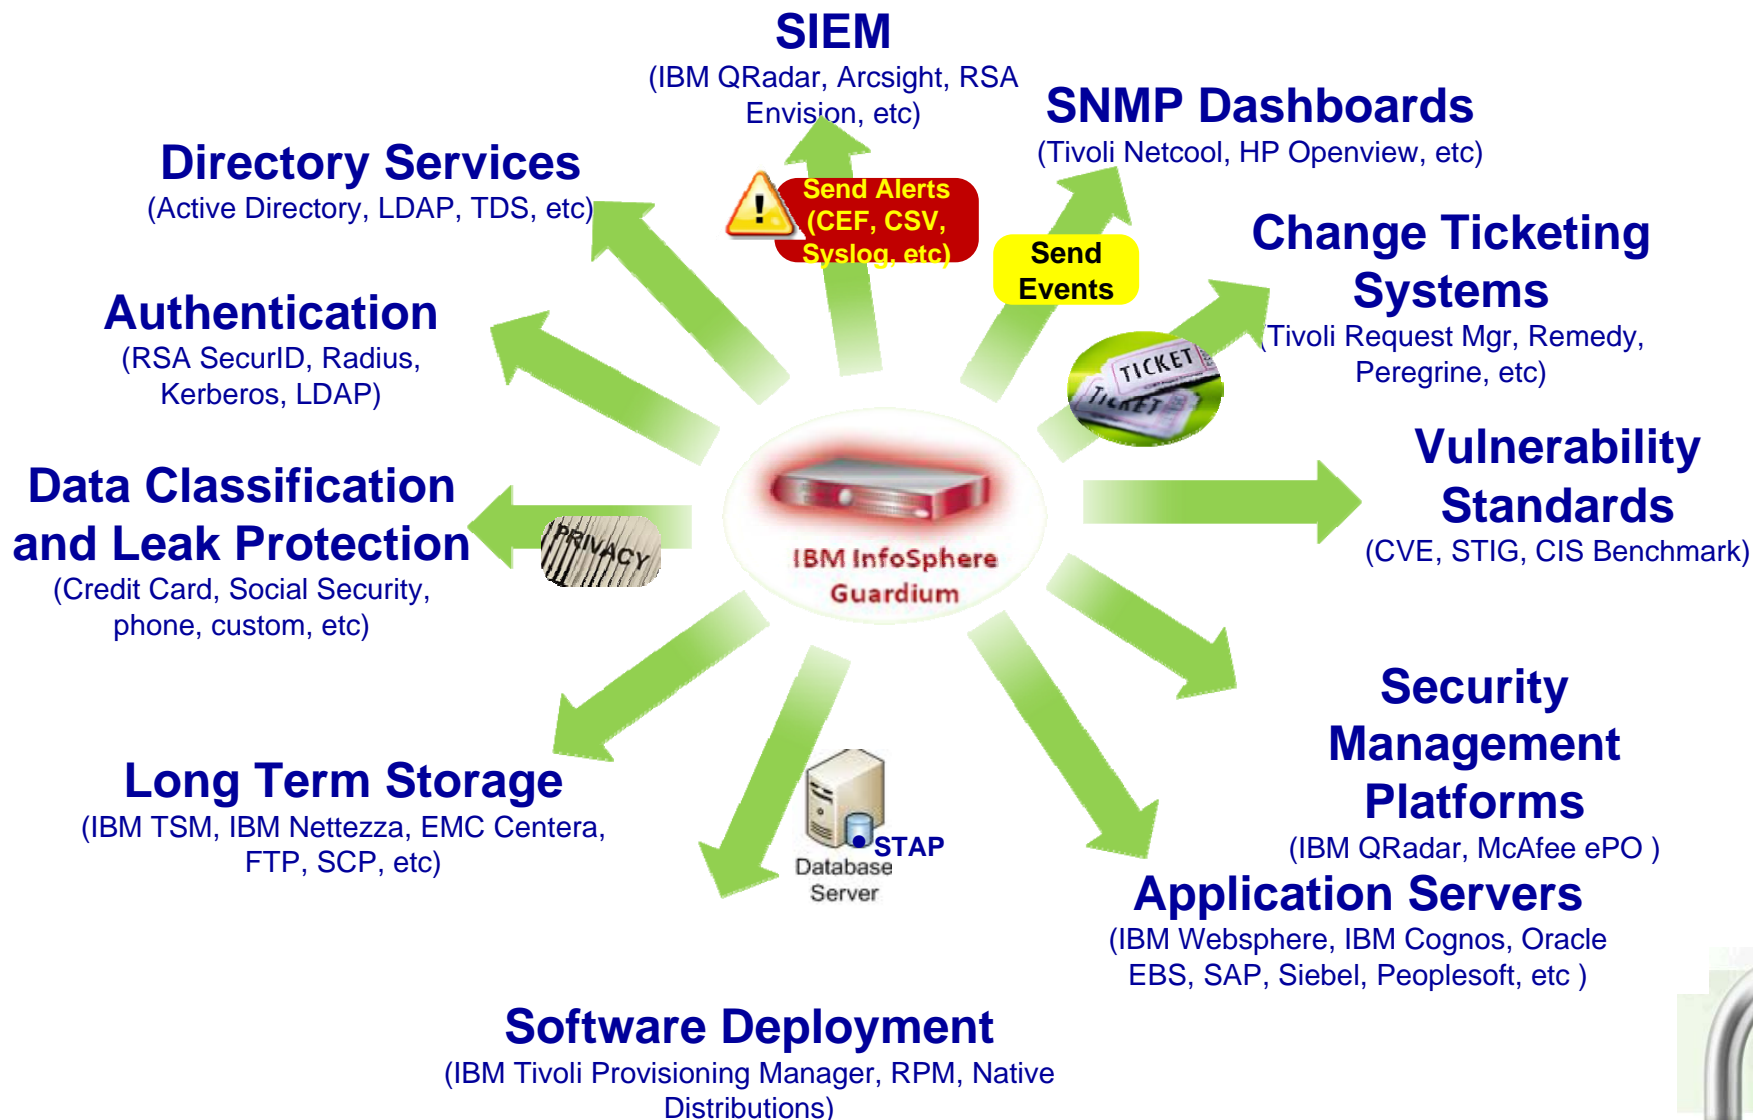 SIEM
(IBM QRadar, Arcsight, RSA
Envision, etc)
SNMP Dashboards
(Tivoli Netcool, HP Openview, etc)
Directory Services
(Active Directory, LDAP, TDS, etc)
Send Alerts
(CEF, CSV,
Syslog, etc)
Send
Events
Change Ticketing
Systems
(Tivoli Request Mgr, Remedy,
Peregrine, etc)
TICKET
TICKET
Authentication
(RSA SecurID, Radius,
Kerberos, LDAP)
Vulnerability
Standards
(CVE, STIG, CIS Benchmark)
Data Classification
and Leak Protection
(Credit Card, Social Security,
phone, custom, etc)
PRIVACY
IBM InfoSphere
Guardium
Security
Management
Platforms
(IBM QRadar, McAfee ePO )
Long Term Storage
(IBM TSM, IBM Nettezza, EMC Centera,
FTP, SCP, etc)
•STAP
Database
Server
Application Servers
(IBM Websphere, IBM Cognos, Oracle
EBS, SAP, Siebel, Peoplesoft, etc )
Software Deployment
(IBM Tivoli Provisioning Manager, RPM, Native
Distributions)